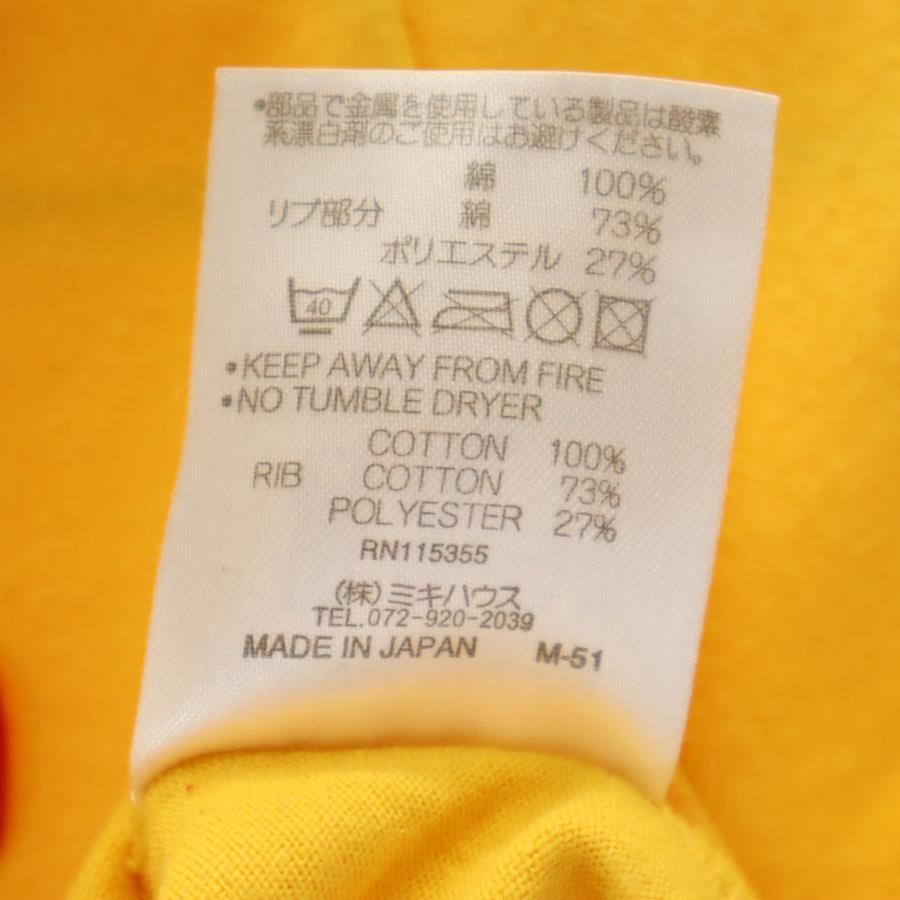 •部品で金属を使用している製品は酸素
系漂白剤のご使用はお避けください。
綿 100%
リブ部分 綿 73%
ポリエステル 27%
40
•KEEP AWAY FROM FIRE
•NO TUMBLE DRYER
COTTON 100%
RIB COTTON 73%
POLYESTER 27%
RN115355
(株)ミキハウス
TEL.072-920-2039
MADE IN JAPAN M-51